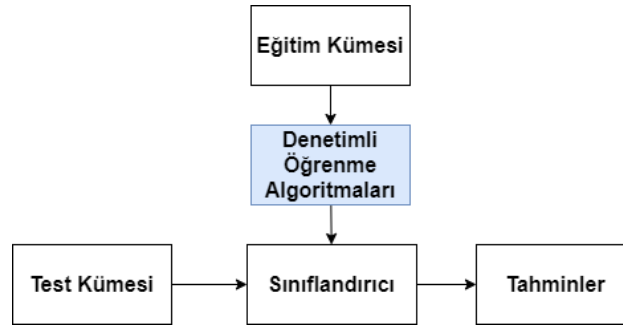 Eğitim Kümesi
Denetimli
Öğrenme
Algoritmaları
Test Kümesi
Sınıflandırıcı
Tahminler